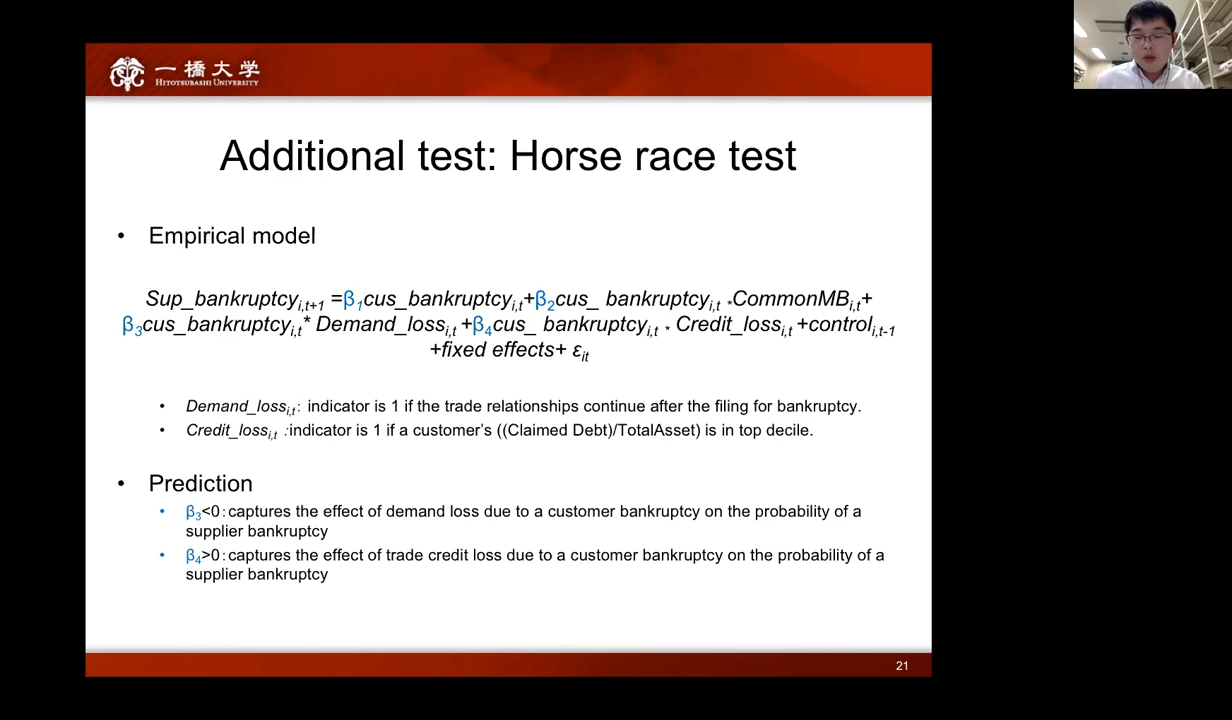 一橋大学
HITOTSUBASHI UNIVERSITY
Additional test: Horse race test
• Empirical model
Sup_bankruptcyi,t+1 =β1cus_bankruptcyi,t+β2cus_ bankruptcyi,t *CommonMBi,t+
β3cus_bankruptcyi,t* Demand_lossi,t +β4cus_ bankruptcyi,t * Credit_lossi,t +controli,t-1
+fixed effects+ εit
• Demand_lossi,t: indicator is 1 if the trade relationships continue after the filing for bankruptcy.
• Credit_lossi,t :indicator is 1 if a customer’s ((Claimed Debt)/TotalAsset) is in top decile.
• Prediction
• β3<0:captures the effect of demand loss due to a customer bankruptcy on the probability of a
supplier bankruptcy
• β4>0:captures the effect of trade credit loss due to a customer bankruptcy on the probability of a
supplier bankruptcy
21